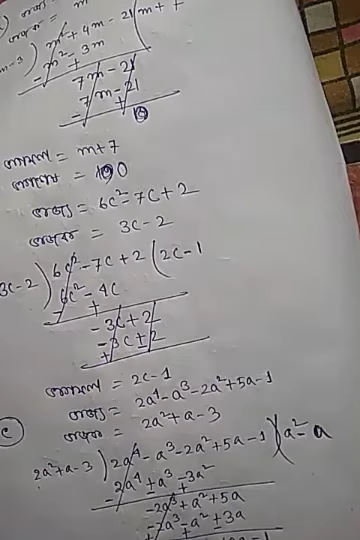 m-3) m² + 4m - 21 ( m + 7
m² - 3m
- +
7m - 21
7m - 21
- +
0
ভাগফল = m+7
ভাগশেষ = 0
ভাজ্য = 6c² - 7c + 2
ভাজক = 3c - 2
3c-2) 6c² - 7c + 2 ( 2c - 1
6c² - 4c
- +
- 3c + 2
- 3c ± 2
+
ভাগফল = 2c - 1
ভাজ্য = 2a⁴ - a³ - 2a² + 5a - 1
ভাজক = 2a² + a - 3
2a²+a-3) 2a⁴ - a³ - 2a² + 5a - 1 ) a² - a
- 2a⁴ ± a³ - 3a²
- 2a³ + a² + 5a
- 2a³ - a² ± 3a